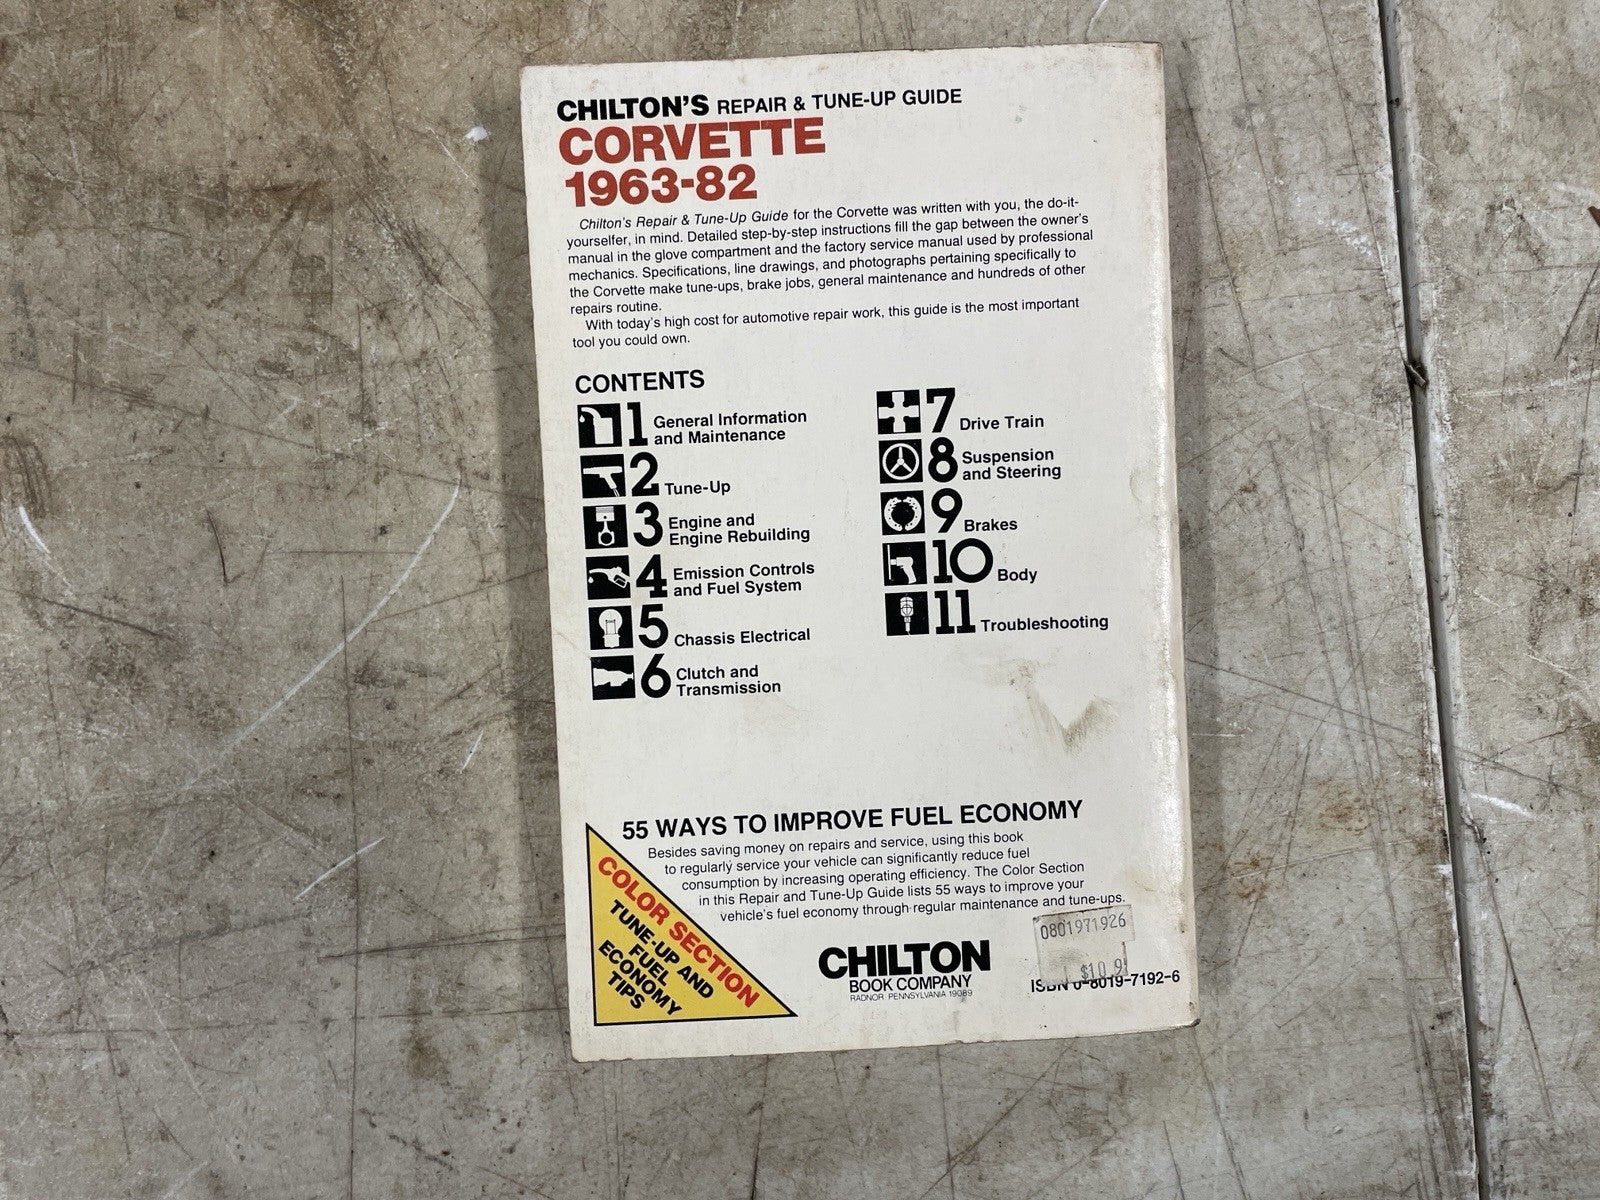 CHILTON'S REPAIR & TUNE-UP GUIDE
CORVETTE
1963-82
Chilton's Repair & Tune-Up Guide for the Corvette was written with you, the do-it-
yourselfer, in mind. Detailed step-by-step instructions fill the gap between the owner's
manual in the glove compartment and the factory service manual used by professional
mechanics. Specifications, line drawings, and photographs pertaining specifically to
the Corvette make tune-ups, brake jobs, general maintenance and hundreds of other
repairs routine.
With today's high cost for automotive repair work, this guide is the most important
tool you could own.
CONTENTS
1 General Information
and Maintenance
2 Tune-Up
3 Engine and
Engine Rebuilding
4 Emission Controls
and Fuel System
5 Chassis Electrical
6 Clutch and
Transmission
7 Drive Train
8 Suspension
and Steering
9 Brakes
10 Body
11 Troubleshooting
55 WAYS TO IMPROVE FUEL ECONOMY
Besides saving money on repairs and service, using this book
to regularly service your vehicle can significantly reduce fuel
consumption by increasing operating efficiency. The Color Section
in this Repair and Tune-Up Guide lists 55 ways to improve your
vehicle's fuel economy through regular maintenance and tune-ups.
COLOR SECTION
TUNE-UP AND
FUEL
ECONOMY
TIPS
CHILTON
BOOK COMPANY
RADNOR PENNSYLVANIA 19089
0801971926
ISBN 0-8019-7192-6